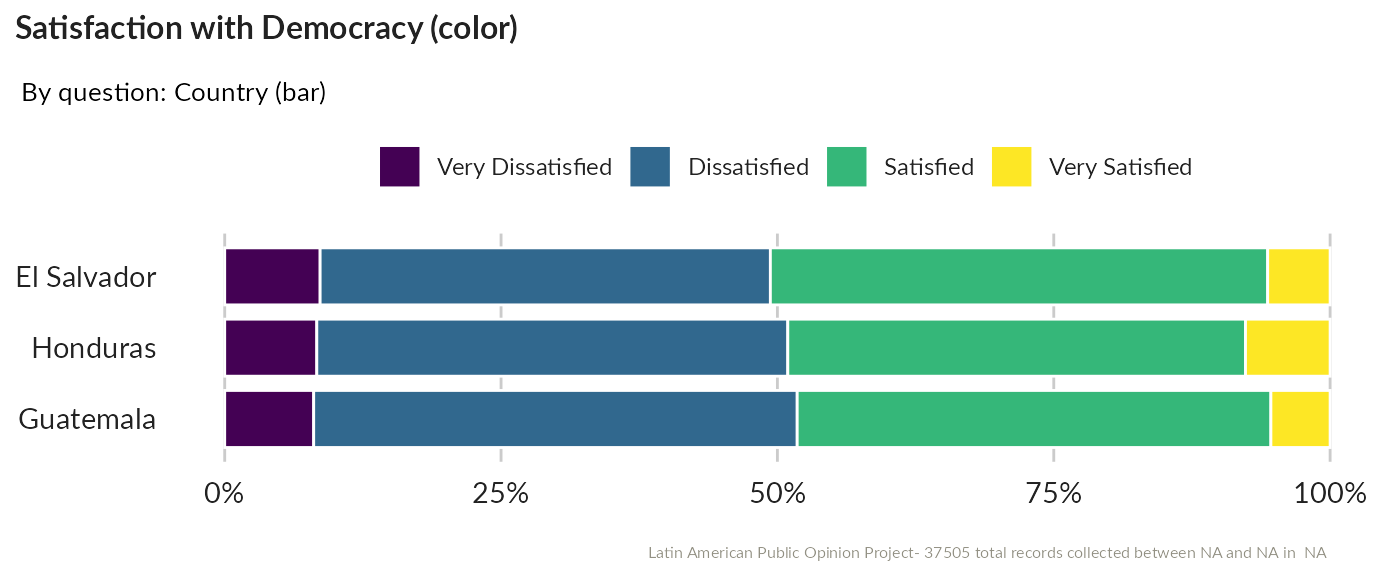 Satisfaction with Democracy (color)
By question: Country (bar)
Very Dissatisfied Dissatisfied Satisfied Very Satisfied
El Salvador
Honduras
Guatemala
0% 25% 50% 75% 100%
Latin American Public Opinion Project- 37505 total records collected between NA and NA in  NA